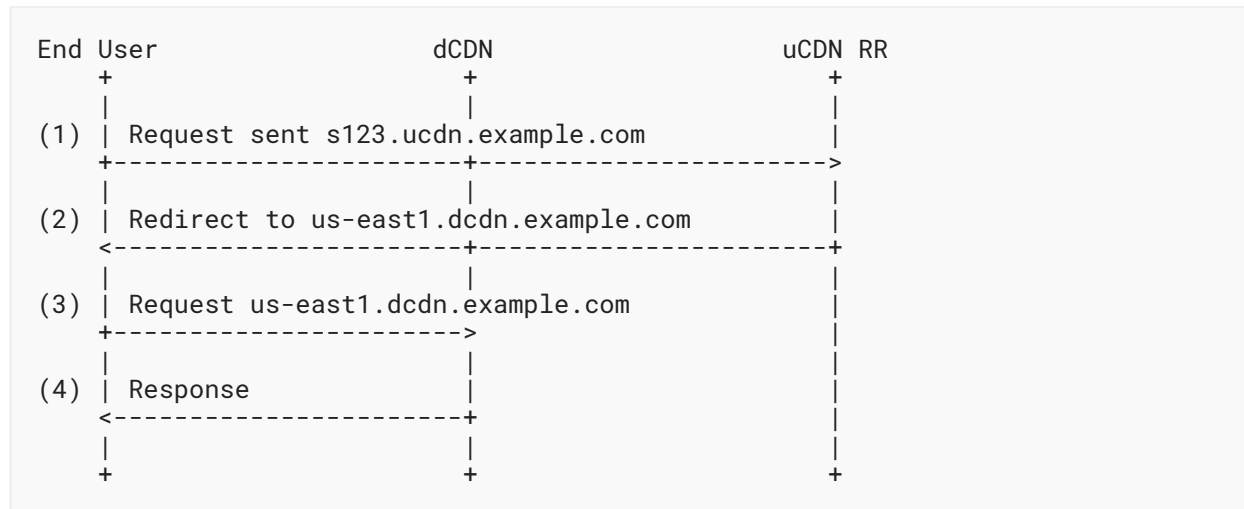 End User dCDN uCDN RR
(1) | Request sent s123.ucdn.example.com
(2) | Redirect to us-east1.dcdn.example.com
(3) | Request us-east1.dcdn.example.com
(4) | Response